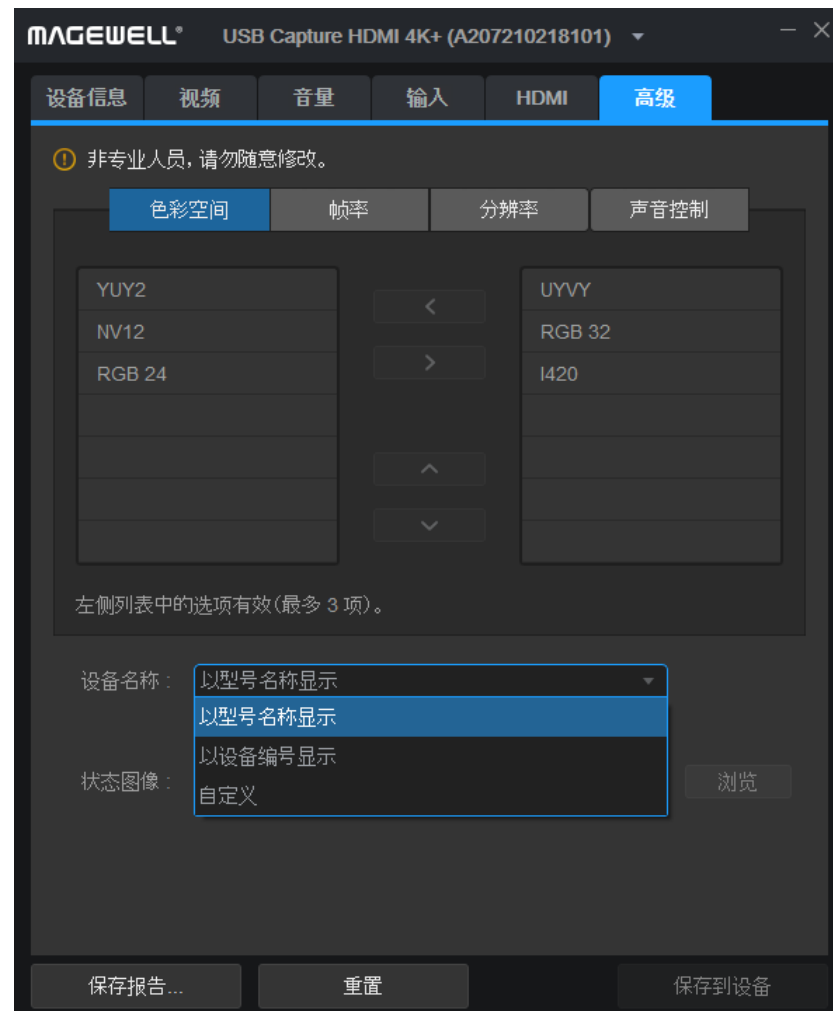 MAGEWELL® USB Capture HDMI 4K+ (A207210218101)
设备信息 视频 音量 输入 HDMI 高级
非专业人员，请勿随意修改。
色彩空间 帧率 分辨率 声音控制
YUY2 UYVY
NV12 RGB 32
RGB 24 I420
左侧列表中的选项有效(最多 3 项)。
设备名称： 以型号名称显示
以型号名称显示
以设备编号显示
状态图像： 浏览
自定义
保存报告... 重置 保存到设备